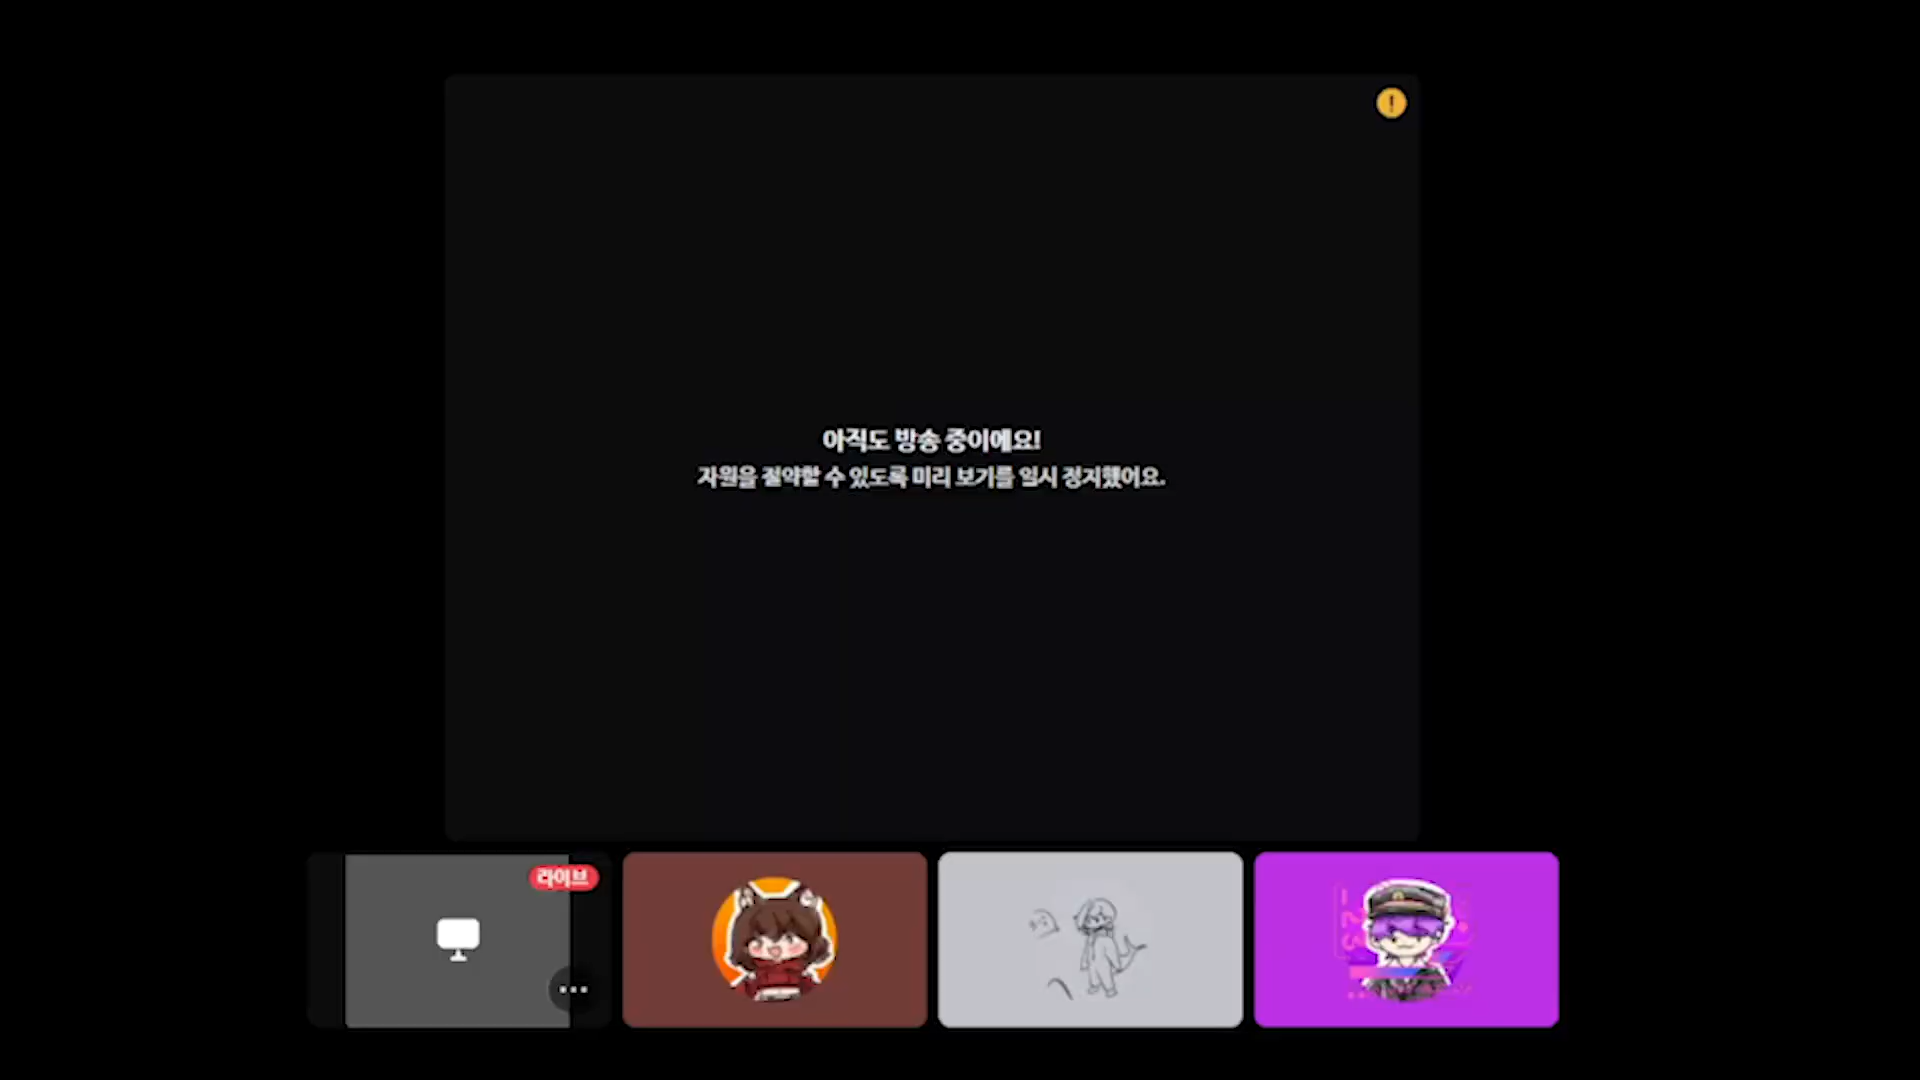 아직도 방송 중이에요!
자원을 절약할 수 있도록 미리 보기를 일시 정지했어요.
라이브